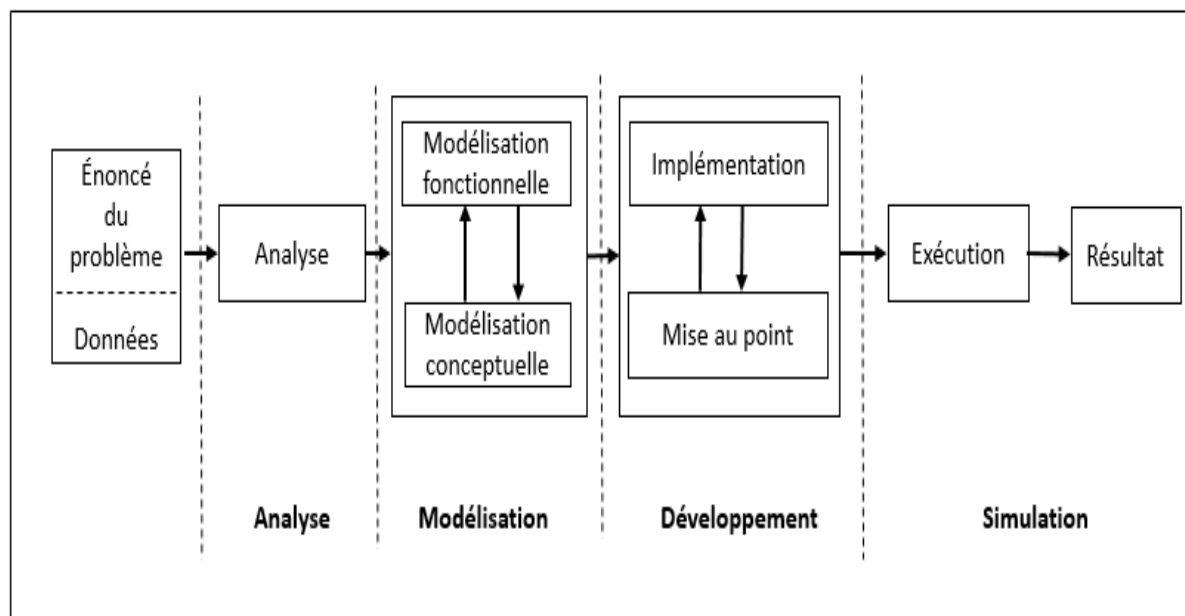 Énoncé
du
problème
Données
Analyse
Modélisation
fonctionnelle
Modélisation
conceptuelle
Implémentation
Mise au point
Exécution
Résultat
Analyse
Modélisation
Développement
Simulation